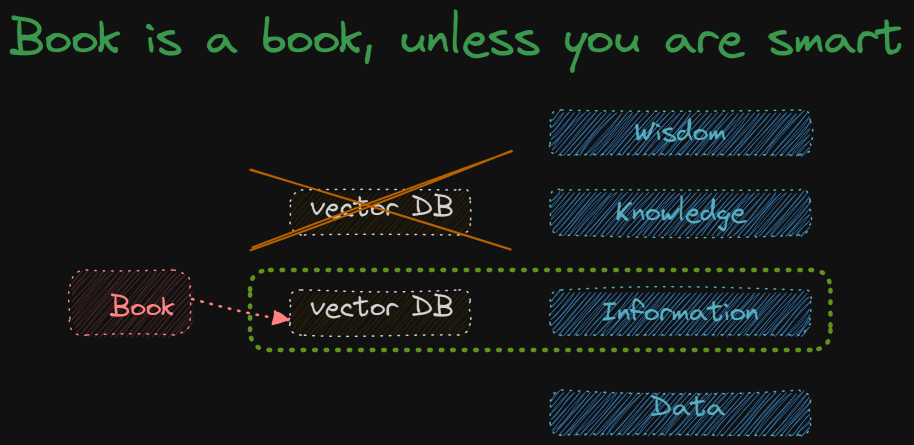 Book is a book, unless you are smart
Wisdom
vector DB
Knowledge
Book
vector DB
Information
Data